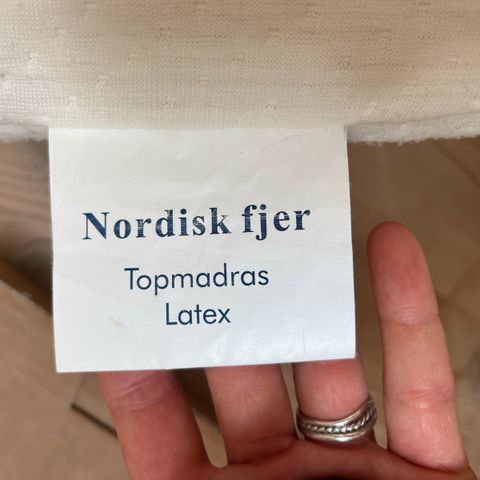 Nordisk fjer
Topmadras
Latex